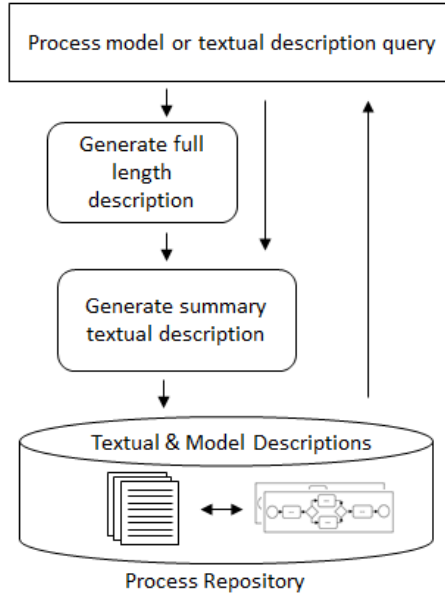 Process model or textual description query
Generate full
length
description
Generate summary
textual description
Textual & Model Descriptions
Process Repository